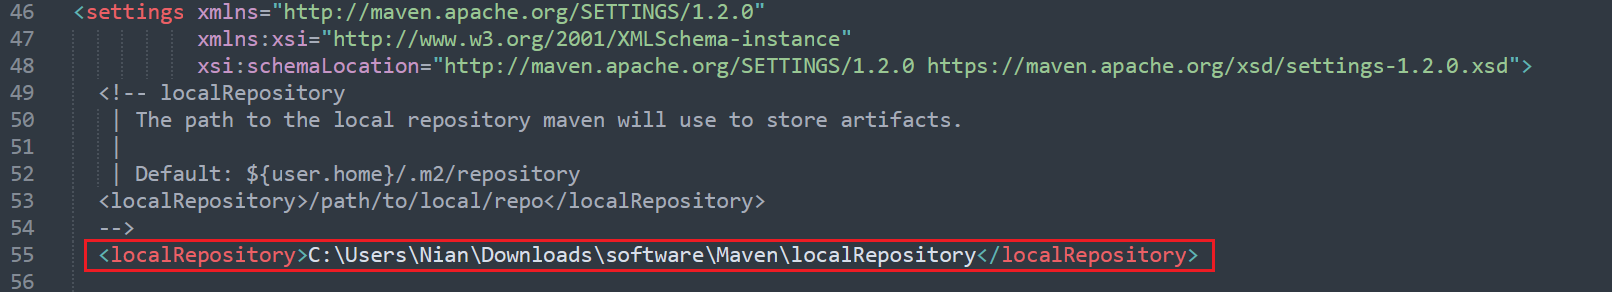 46 <settings xmlns="http://maven.apache.org/SETTINGS/1.2.0"
47 xmlns:xsi="http://www.w3.org/2001/XMLSchema-instance"
48 xsi:schemaLocation="http://maven.apache.org/SETTINGS/1.2.0 https://maven.apache.org/xsd/settings-1.2.0.xsd">
49 <!-- localRepository
50 | The path to the local repository maven will use to store artifacts.
51 |
52 | Default: ${user.home}/.m2/repository
53 <localRepository>/path/to/local/repo</localRepository>
54 -->
55 <localRepository>C:\Users\Nian\Downloads\software\Maven\localRepository</localRepository>
56